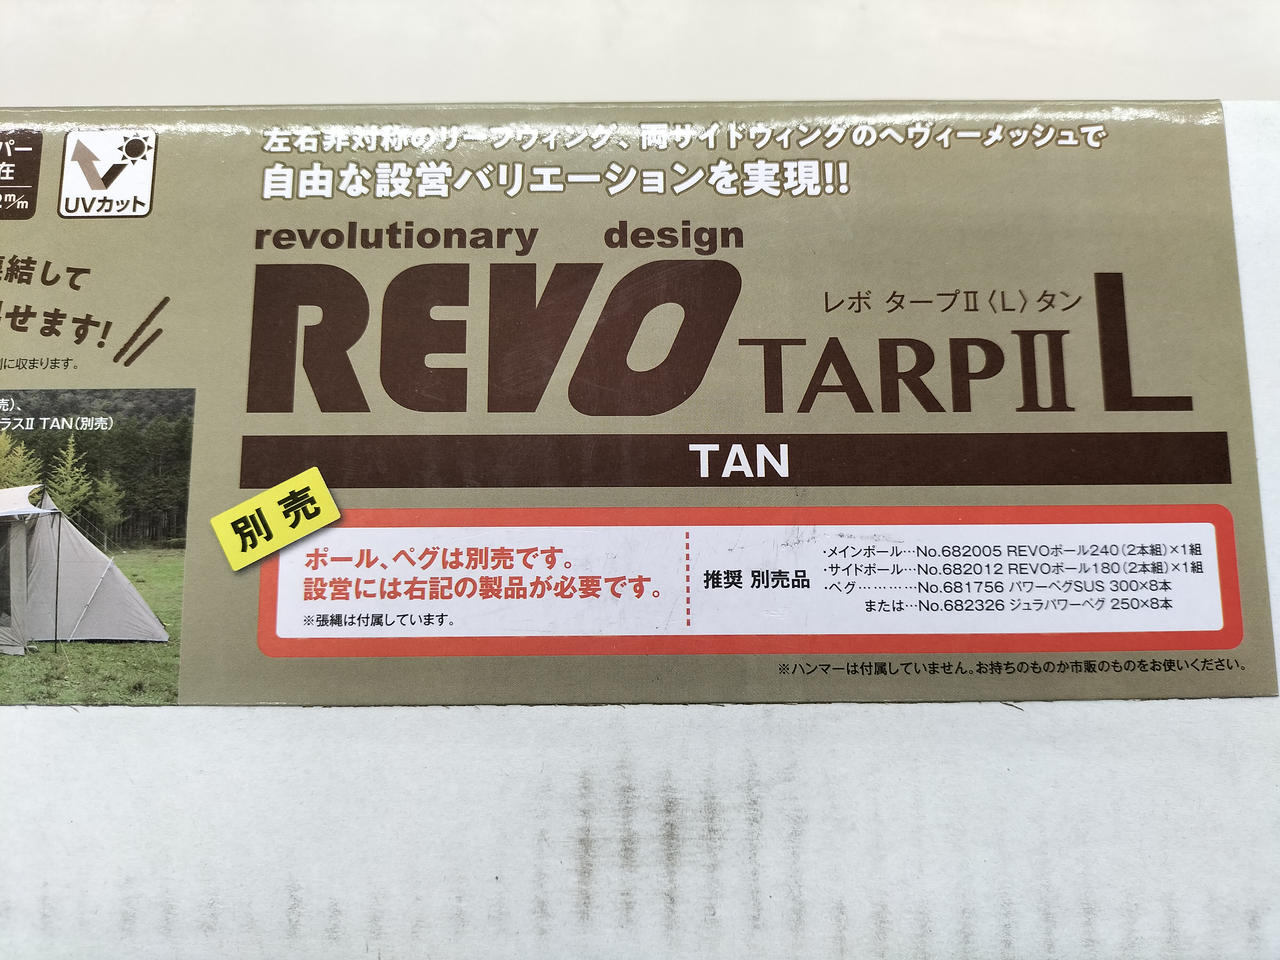 パー
在
2m/m
UVカット
結して
せます!
に収まります。
売)、
ラスⅡ TAN(別売)
左右非対称のリーフウィング、両サイドウィングのヘヴィーメッシュで
自由な設営バリエーションを実現!!
revolutionary design
REVO TARPⅡ L
レボ タープⅡ〈L〉タン
TAN
別売
ポール、ペグは別売です。
設営には右記の製品が必要です。
※張縄は付属しています。
推奨 別売品
・メインポール…No.682005 REVOポール240(2本組)×1組
・サイドポール…No.682012 REVOポール180(2本組)×1組
・ペグ…………No.681756 パワーペグSUS 300×8本
または…No.682326 ジュラパワーペグ 250×8本
※ハンマーは付属していません。お持ちのものか市販のものをお使いください。